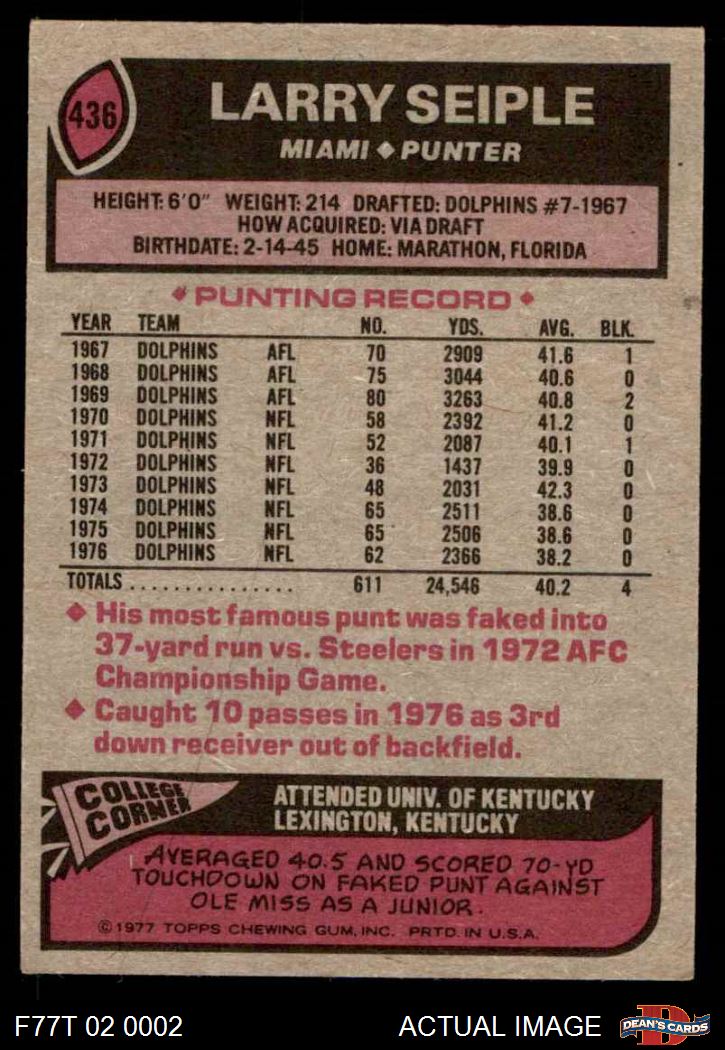 436
LARRY SEIPLE
MIAMI ◆ PUNTER
HEIGHT: 6'0" WEIGHT: 214 DRAFTED: DOLPHINS #7-1967
HOW ACQUIRED: VIA DRAFT
BIRTHDATE: 2-14-45 HOME: MARATHON, FLORIDA
◆ PUNTING RECORD ◆
YEAR TEAM NO. YDS. AVG. BLK.
1967 DOLPHINS AFL 70 2909 41.6 1
1968 DOLPHINS AFL 75 3044 40.6 0
1969 DOLPHINS AFL 80 3263 40.8 2
1970 DOLPHINS NFL 58 2392 41.2 0
1971 DOLPHINS NFL 52 2087 40.1 1
1972 DOLPHINS NFL 36 1437 39.9 0
1973 DOLPHINS NFL 48 2031 42.3 0
1974 DOLPHINS NFL 65 2511 38.6 0
1975 DOLPHINS NFL 65 2506 38.6 0
1976 DOLPHINS NFL 62 2366 38.2 0
TOTALS ............... 611 24,546 40.2 4
◆ His most famous punt was faked into
37-yard run vs. Steelers in 1972 AFC
Championship Game.
◆ Caught 10 passes in 1976 as 3rd
down receiver out of backfield.
COLLEGE
CORNER
ATTENDED UNIV. OF KENTUCKY
LEXINGTON, KENTUCKY
AVERAGED 40.5 AND SCORED 70-YD
TOUCHDOWN ON FAKED PUNT AGAINST
OLE MISS AS A JUNIOR.
©1977 TOPPS CHEWING GUM, INC. PRTD. IN U.S.A.
F77T 02 0002
ACTUAL IMAGE
D
DEAN'S CARDS